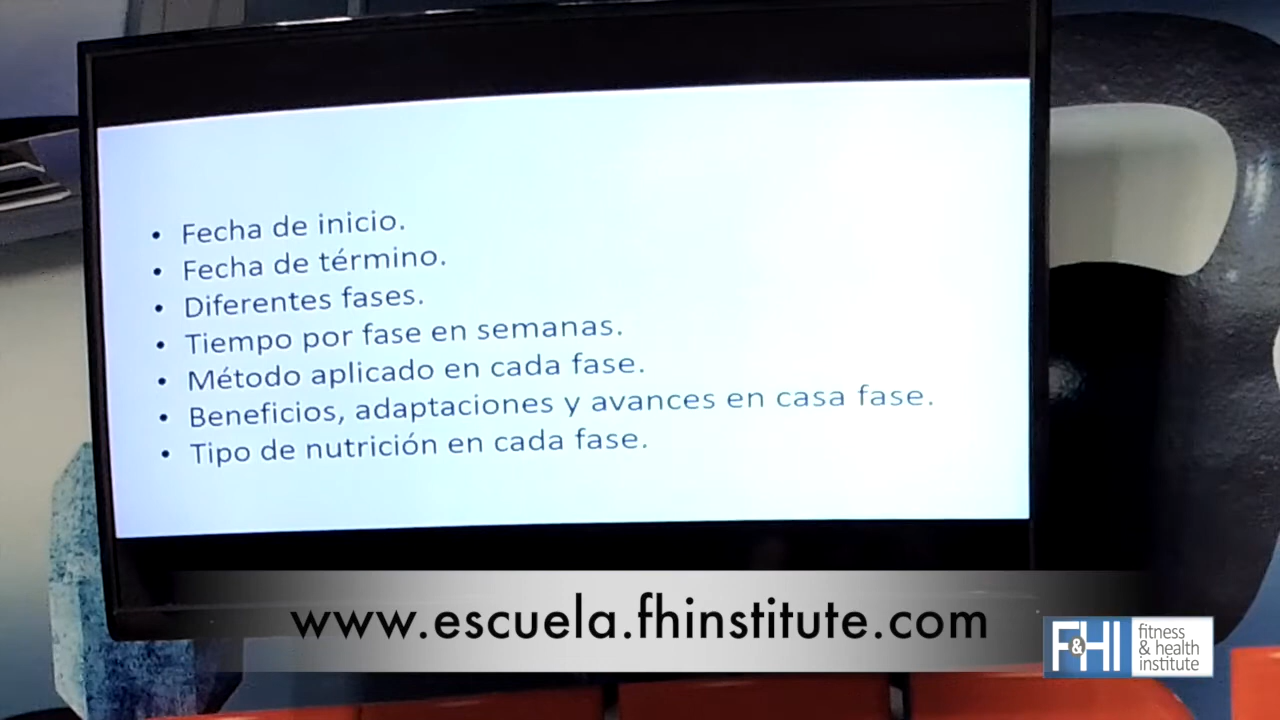 • Fecha de inicio.
• Fecha de término.
• Diferentes fases.
• Tiempo por fase en semanas.
• Método aplicado en cada fase.
• Beneficios, adaptaciones y avances en casa fase.
• Tipo de nutrición en cada fase.
www.escuela.fhinstitute.com
F&HI
fitness
& health
institute